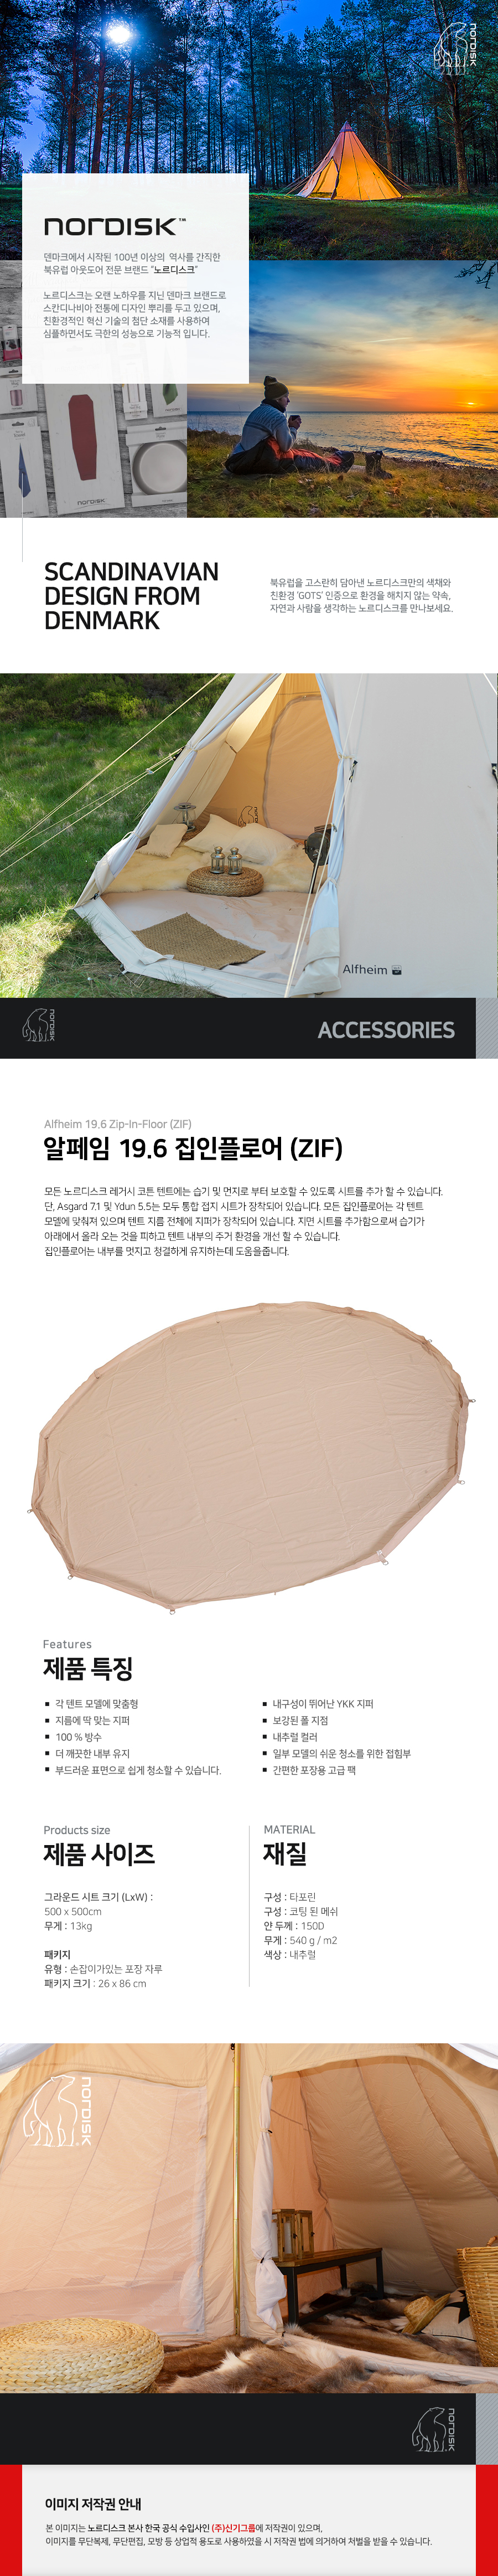 NORDISK
NORDISK™
덴마크에서 시작된 100년 이상의 역사를 간직한
북유럽 아웃도어 전문 브랜드 "노르디스크"
노르디스크는 오랜 노하우를 지닌 덴마크 브랜드로
스칸디나비아 전통에 디자인 뿌리를 두고 있으며,
친환경적인 혁신 기술의 첨단 소재를 사용하여
심플하면서도 극한의 성능으로 기능적 입니다.
NORDISK
SCANDINAVIAN
DESIGN FROM
DENMARK
북유럽을 고스란히 담아낸 노르디스크만의 색채와
친환경 'GOTS' 인증으로 환경을 해치지 않는 약속,
자연과 사람을 생각하는 노르디스크를 만나보세요.
Alfheim
NORDISK
ACCESSORIES
Alfheim 19.6 Zip-In-Floor (ZIF)
알페임 19.6 집인플로어 (ZIF)
모든 노르디스크 레거시 코튼 텐트에는 습기 및 먼지로 부터 보호할 수 있도록 시트를 추가 할 수 있습니다.
단, Asgard 7.1 및 Ydun 5.5는 모두 통합 접지 시트가 장착되어 있습니다. 모든 집인플로어는 각 텐트
모델에 맞춰져 있으며 텐트 지름 전체에 지퍼가 장착되어 있습니다. 지면 시트를 추가함으로써 습기가
아래에서 올라 오는 것을 피하고 텐트 내부의 주거 환경을 개선 할 수 있습니다.
집인플로어는 내부를 멋지고 청결하게 유지하는데 도움을줍니다.
Features
제품 특징
■ 각 텐트 모델에 맞춤형
■ 지름에 딱 맞는 지퍼
■ 100 % 방수
■ 더 깨끗한 내부 유지
■ 부드러운 표면으로 쉽게 청소할 수 있습니다.
■ 내구성이 뛰어난 YKK 지퍼
■ 보강된 폴 지점
■ 내추럴 컬러
■ 일부 모델의 쉬운 청소를 위한 접힘부
■ 간편한 포장용 고급 팩
Products size
제품 사이즈
그라운드 시트 크기 (LxW) :
500 x 500cm
무게 : 13kg
패키지
유형 : 손잡이가있는 포장 자루
패키지 크기 : 26 x 86 cm
MATERIAL
재질
구성 : 타포린
구성 : 코팅 된 메쉬
얀 두께 : 150D
무게 : 540 g / m2
색상 : 내추럴
NORDISK
NORDISK
이미지 저작권 안내
본 이미지는 노르디스크 본사 한국 공식 수입사인 (주)신기그룹에 저작권이 있으며,
이미지를 무단복제, 무단편집, 모방 등 상업적 용도로 사용하였을 시 저작권 법에 의거하여 처벌을 받을 수 있습니다.